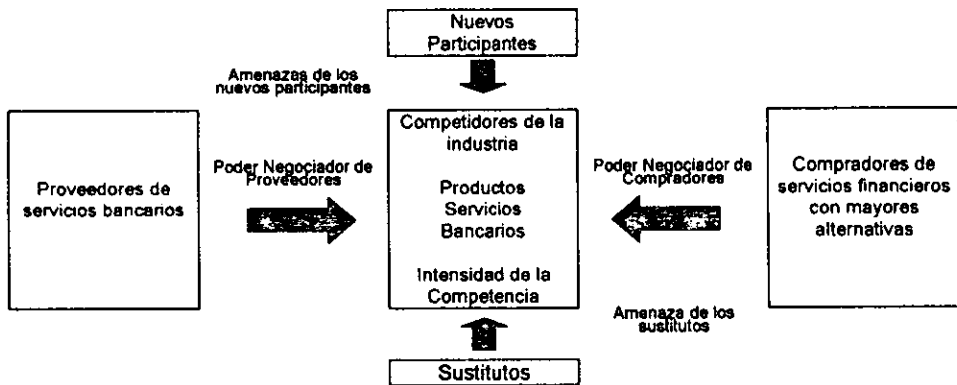 Nuevos
Participantes
Amenazas de los
nuevos participantes
Proveedores de
servicios bancarios
Poder Negociador de
Proveedores
Competidores de la
industria
Productos
Servicios
Bancarios
Intensidad de la
Competencia
Poder Negociador de
Compradores
Compradores de
servicios financieros
con mayores
alternativas
Amenaza de los
sustitutos
Sustitutos